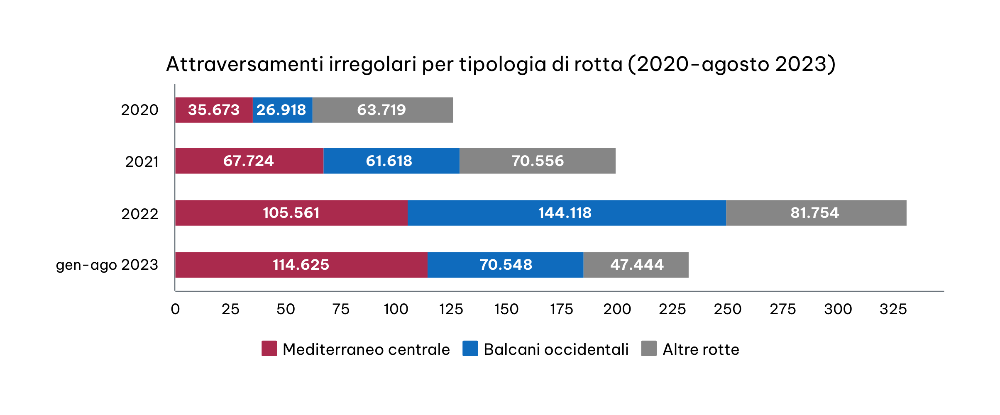 Attraversamenti irregolari per tipologia di rotta (2020-agosto 2023)
2020 35.673 26.918 63.719
2021 67.724 61.618 70.556
2022 105.561 144.118 81.754
gen-ago 2023 114.625 70.548 47.444
0 25 50 75 100 125 150 175 200 225 250 275 300 325
Mediterraneo centrale Balcani occidentali Altre rotte